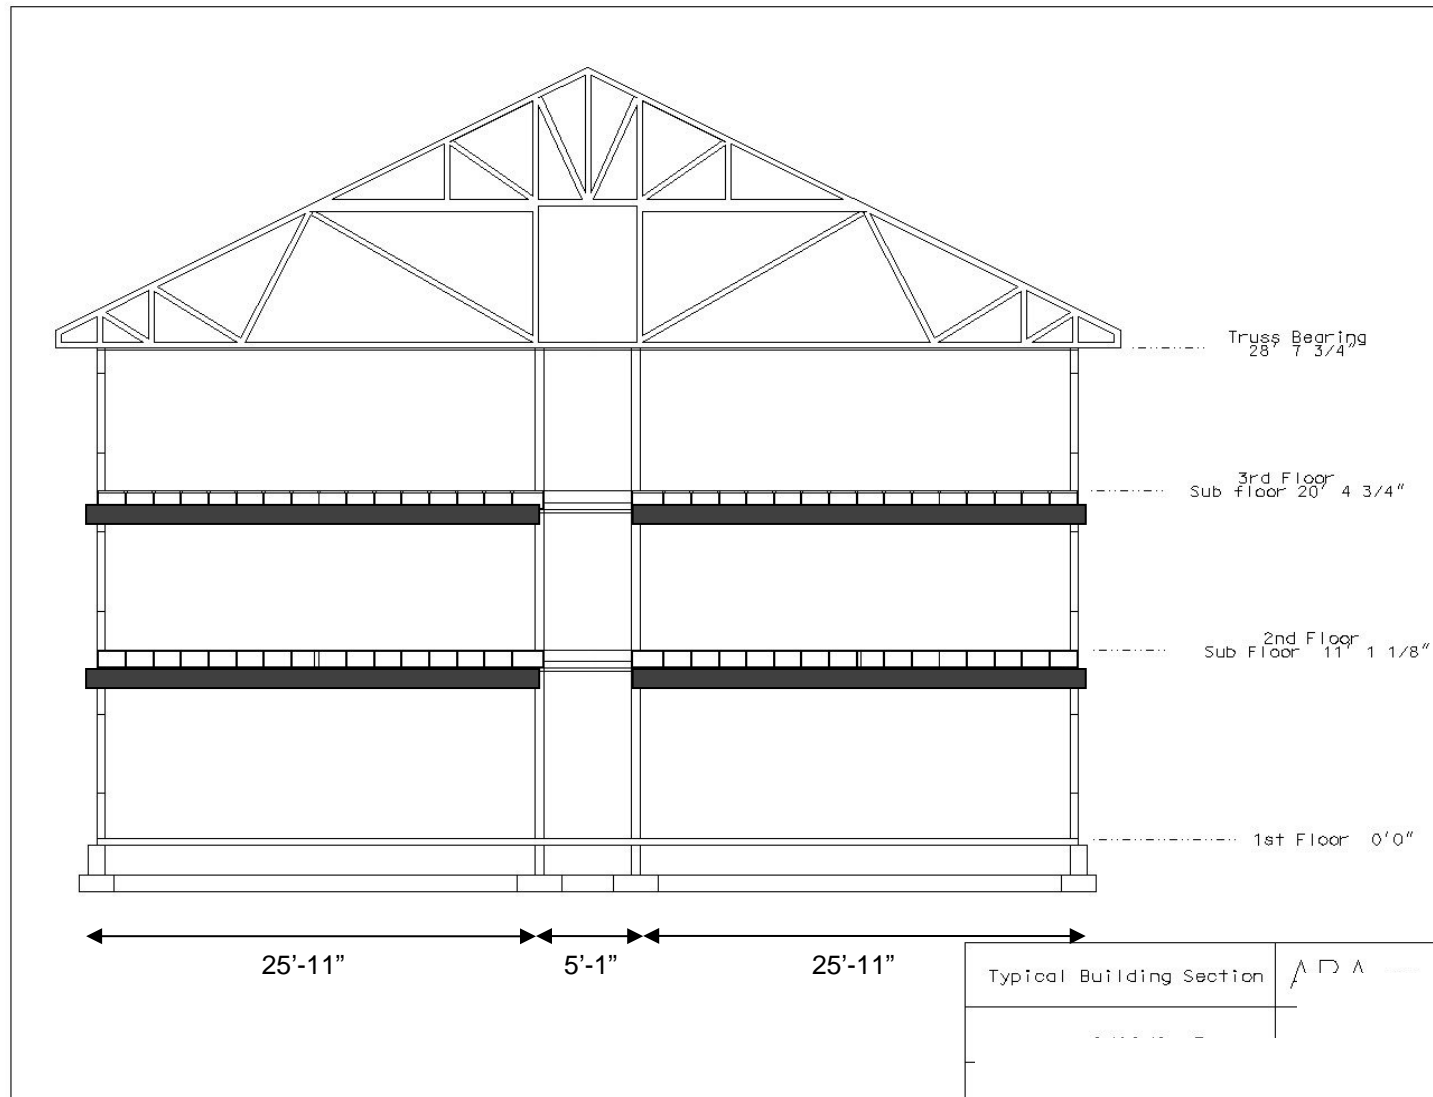 Truss Bearing
28' 7 3/4"
3rd Floor
Sub floor 20' 4 3/4"
2nd Floor
Sub Floor 11' 1 1/8"
1st Floor 0'0"
25’-11” 5’-1” 25’-11”
Typical Building Section